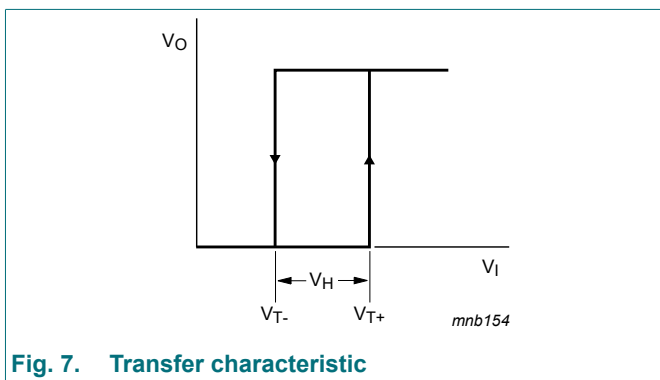 VO
VH
VI
VT-
VT+
mnb154
Fig. 7. Transfer characteristic